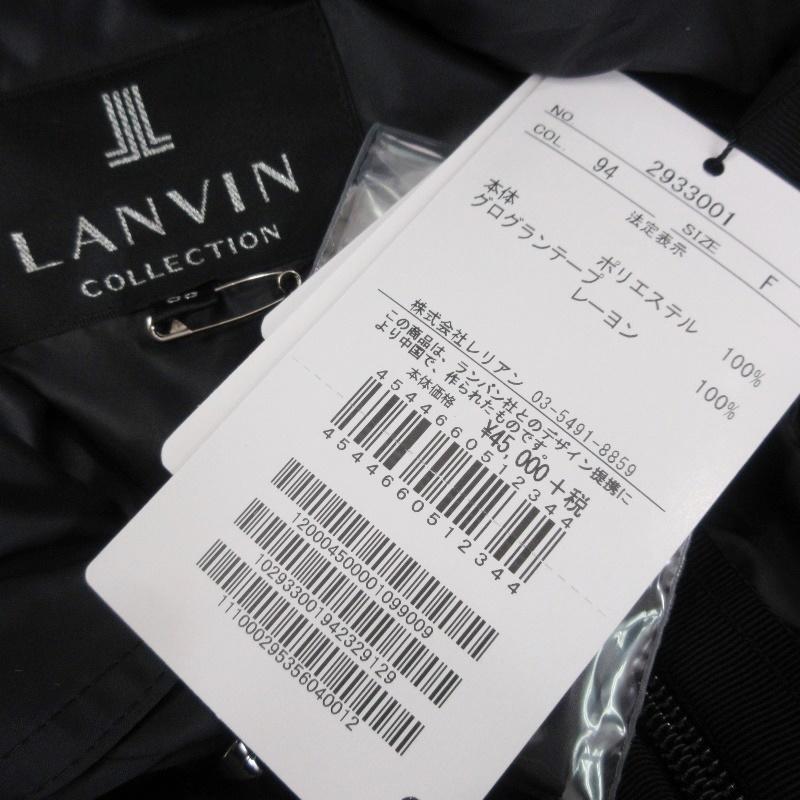 LANVIN
COLLECTION
NO 2933001
COL. 94 SIZE F
法定表示
本体 ポリエステル 100%
グログランテープ レーヨン 100%
株式会社レリアン 03-5491-8859
この商品は、ランバン社とのデザイン提携に
より中国で、作られたものです。
本体価格 ¥45,000+税
4544660512344
4544660512344
120004500001099009
10293300194232 9129
111000295356040012